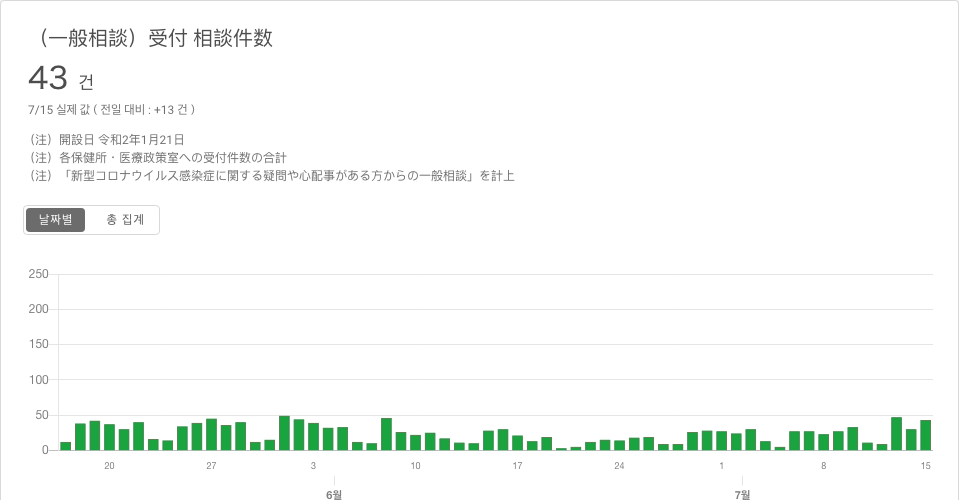 （一般相談）受付 相談件数
43 건
7/15 실제 값 ( 전일 대비 : +13 건 )
（注）開設日 令和2年1月21日
（注）各保健所・医療政策室への受付件数の合計
（注）「新型コロナウイルス感染症に関する疑問や心配事がある方からの一般相談」を計上
날짜별 총 집계
250
200
150
100
50
0
20 27 3 10 17 24 1 8 15
6월 7월